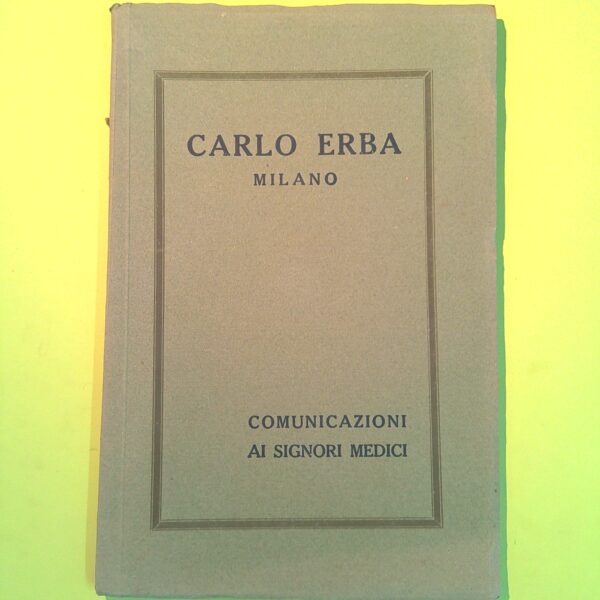 CARLO ERBA
MILANO
COMUNICAZIONI
AI SIGNORI MEDICI